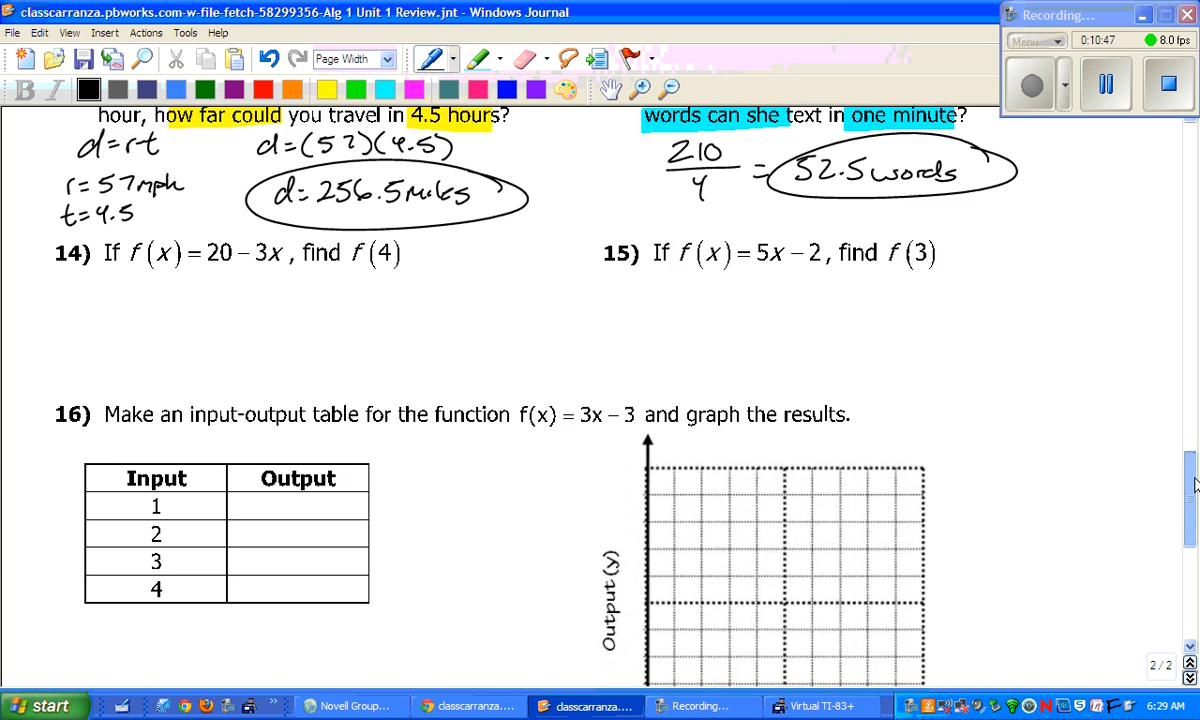 classcarranza.pbworks.com-w-file-fetch-58299356-Alg 1 Unit 1 Review.jnt - Windows Journal
Recording...
File Edit View Insert Actions Tools Help
Menu 0:10:47 8.0 fps
Page Width
B I
hour, how far could you travel in 4.5 hours?
words can she text in one minute?
d=rt d=(57)(4.5)
r=57mph d=256.5miles
t=4.5
210
4 = 52.5 words
14) If f(x) = 20 − 3x, find f(4)
15) If f(x) = 5x − 2, find f(3)
16) Make an input-output table for the function f(x) = 3x − 3 and graph the results.
Input Output
1
2
3
4
Output(y)
2 / 2
start Novell Group... classcarranza.... classcarranza.... Recording... Virtual TI-83+ 6:29 AM